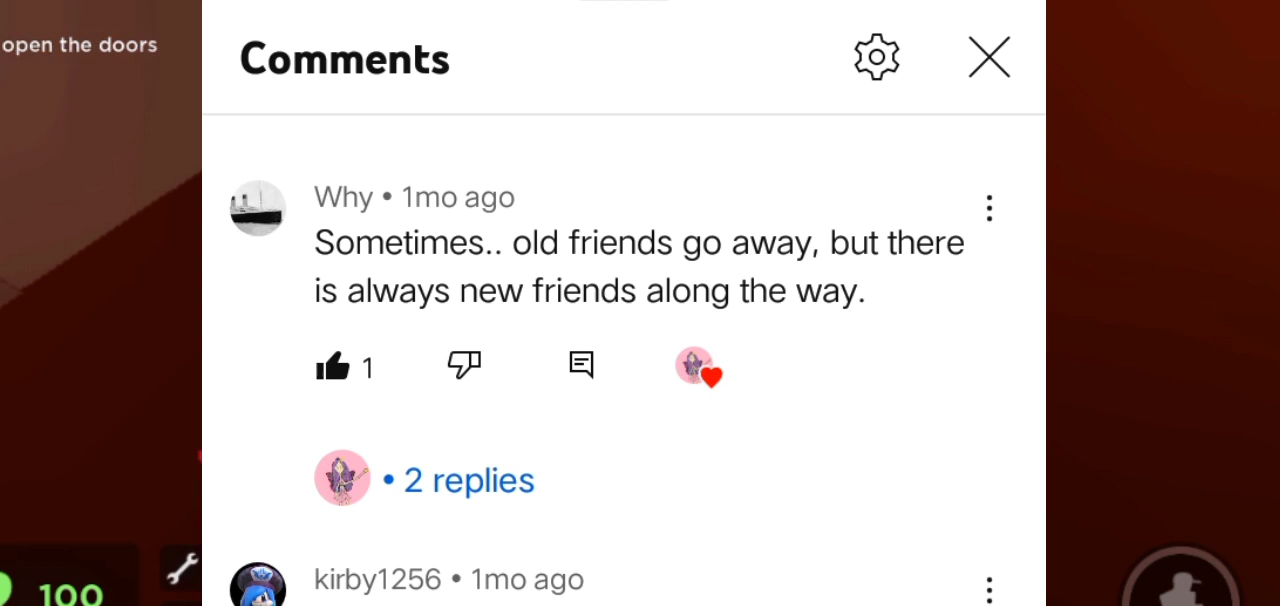 open the doors
Comments
Why • 1mo ago
Sometimes.. old friends go away, but there
is always new friends along the way.
1
• 2 replies
kirby1256 • 1mo ago
100